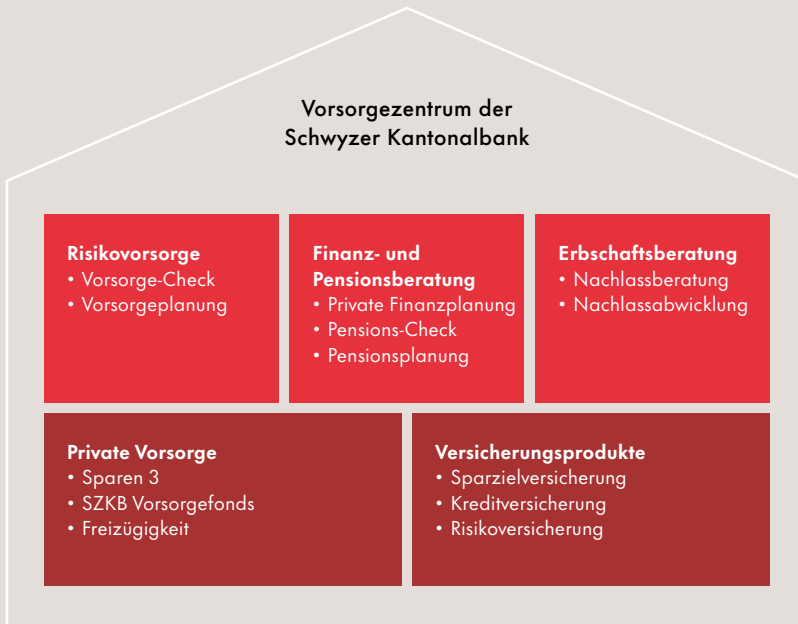 Vorsorgezentrum der
Schwyzer Kantonalbank
Risikovorsorge
• Vorsorge-Check
• Vorsorgeplanung
Finanz- und
Pensionsberatung
• Private Finanzplanung
• Pensions-Check
• Pensionsplanung
Erbschaftsberatung
• Nachlassberatung
• Nachlassabwicklung
Private Vorsorge
• Sparen 3
• SZKB Vorsorgefonds
• Freizügigkeit
Versicherungsprodukte
• Sparzielversicherung
• Kreditversicherung
• Risikoversicherung